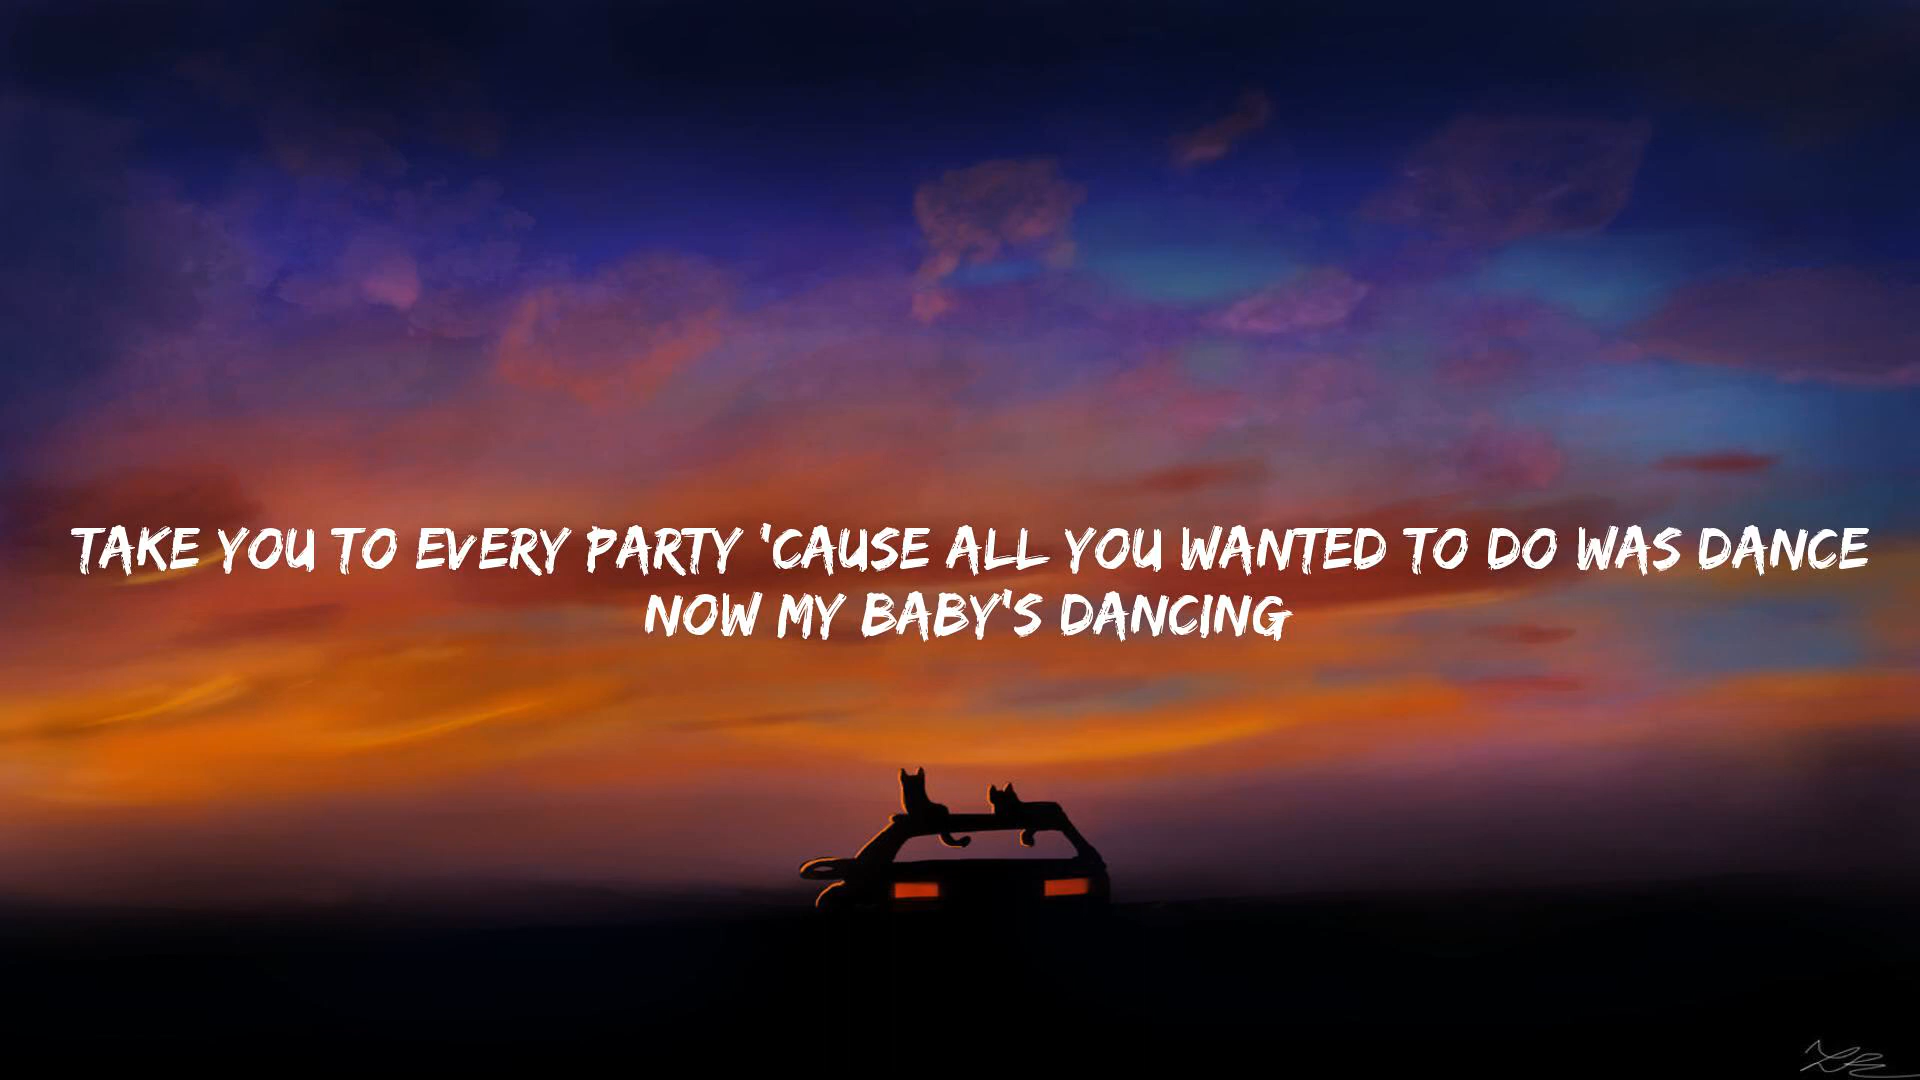 TAKE YOU TO EVERY PARTY 'CAUSE ALL YOU WANTED TO DO WAS DANCE
NOW MY BABY'S DANCING